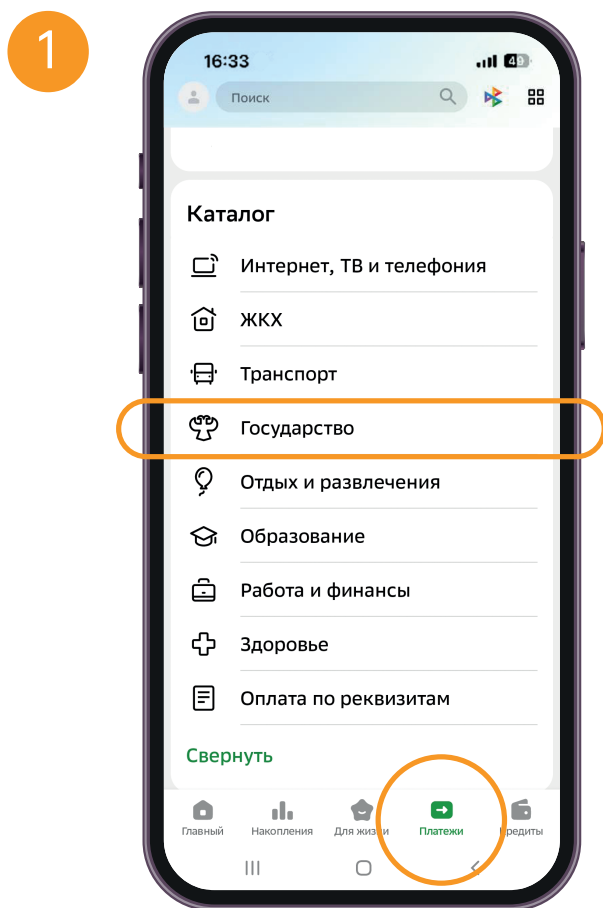 1
16:33
49
Поиск
Каталог
Интернет, ТВ и телефония
ЖКХ
Транспорт
Государство
Отдых и развлечения
Образование
Работа и финансы
Здоровье
Оплата по реквизитам
Свернуть
Главный Накопления Для жизни Платежи Кредиты